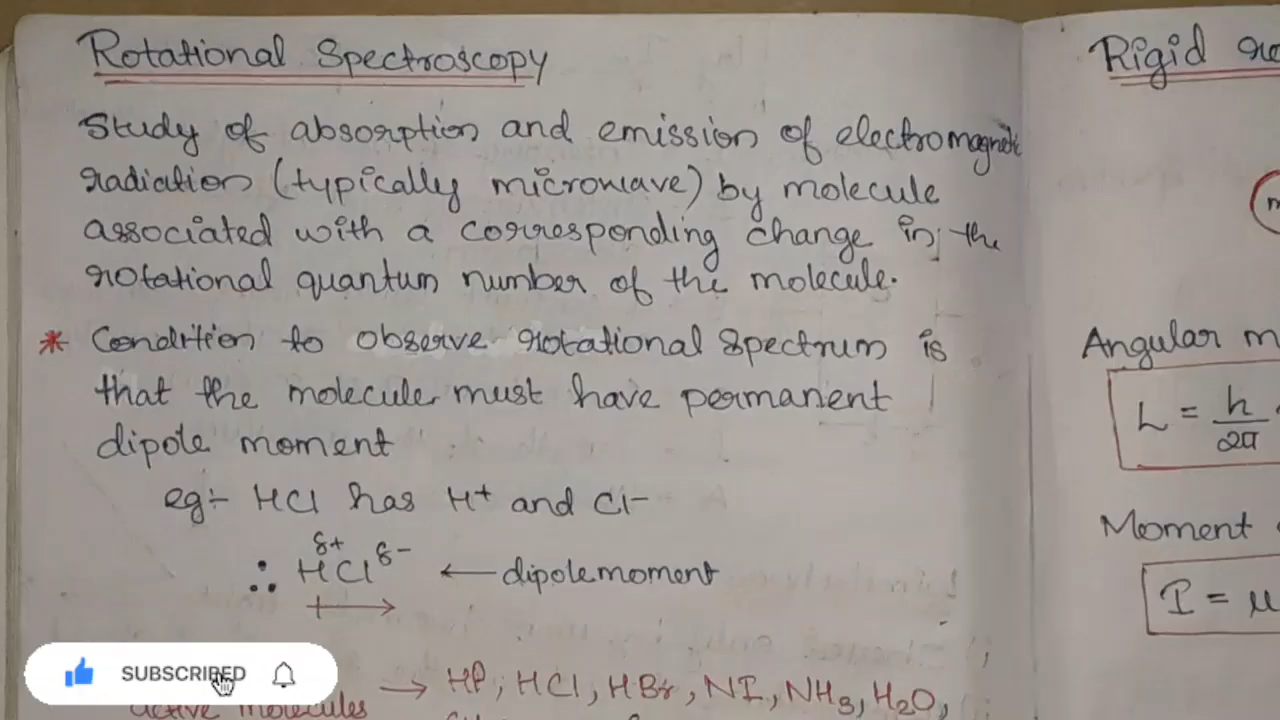 Rotational Spectroscopy
Study of absorption and emission of electromagnetic
radiation (typically microwave) by molecule
associated with a corresponding change in the
rotational quantum number of the molecule.
* Condition to observe rotational spectrum is
that the molecule must have permanent
dipole moment
eg:- HCl has H+ and Cl-
∴ δ+ HCl δ- ← dipole moment
SUBSCRIBED
active molecules → HF, HCl, HBr, NI, NH3, H2O,
Rigid
Angular m
L = h/2π
Moment
I = μ